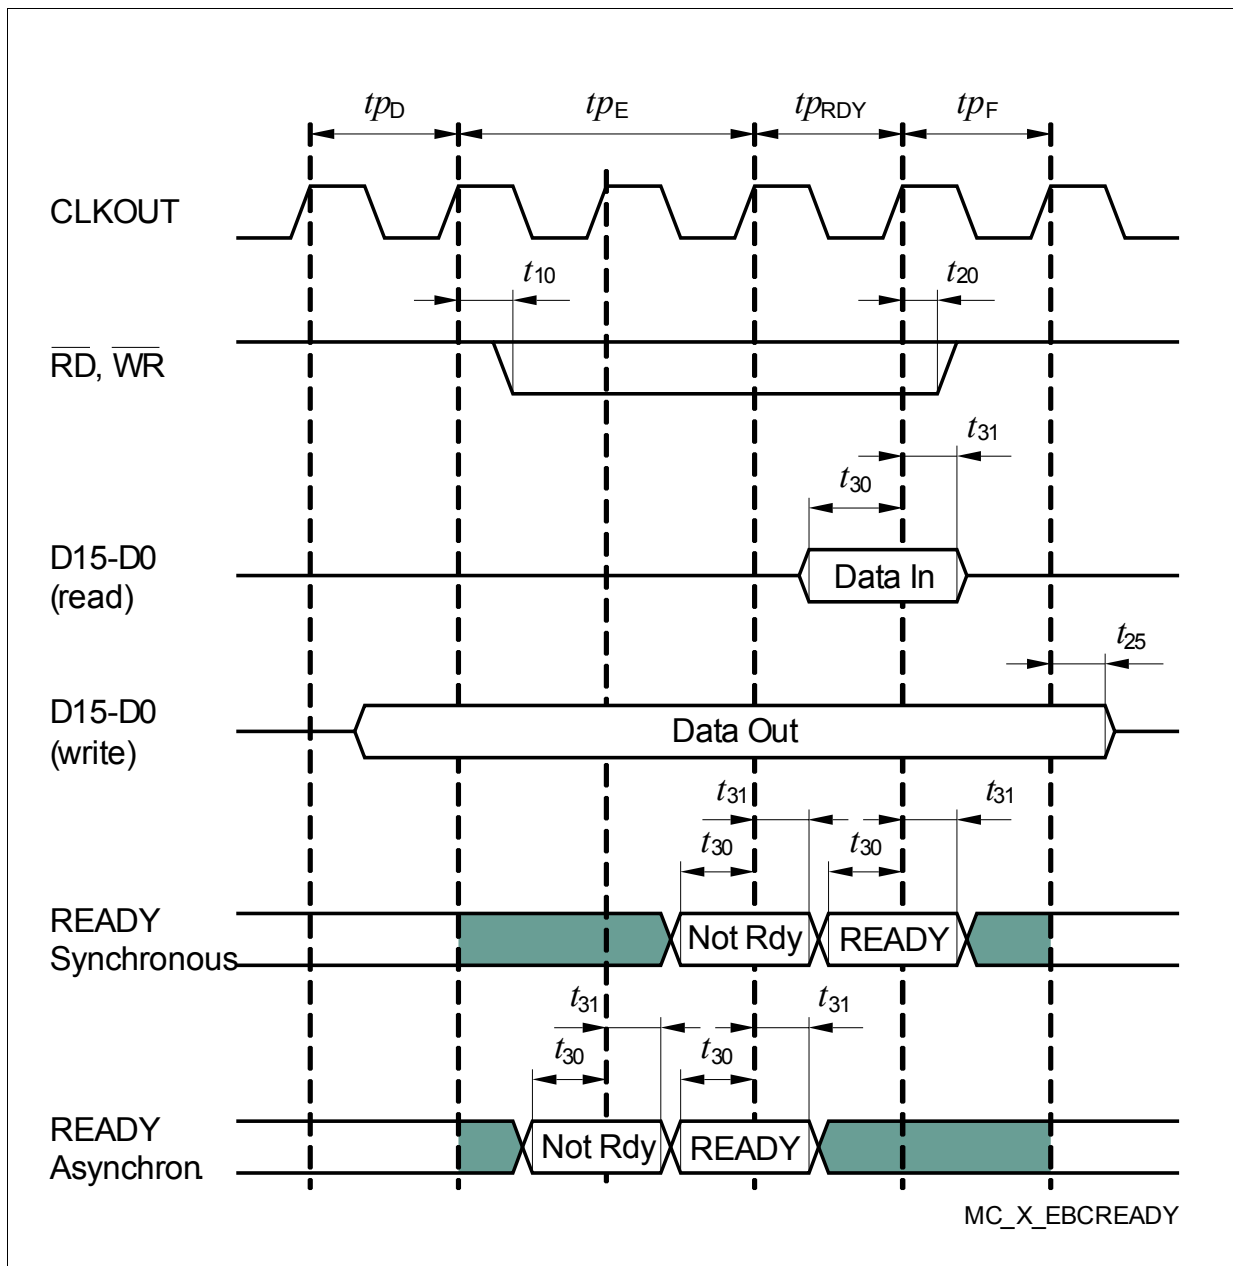 tpD tpE tpRDY tpF
CLKOUT
t10 t20
RD, WR
t31
t30
D15-D0
(read)
Data In
t25
D15-D0
(write)
Data Out
t31 t31
t30 t30
READY
Synchronous
Not Rdy READY
t31 t31
t30 t30
READY
Asynchron.
Not Rdy READY
MC_X_EBCREADY